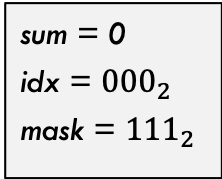 sum = 0
idx = 000₂
mask = 111₂